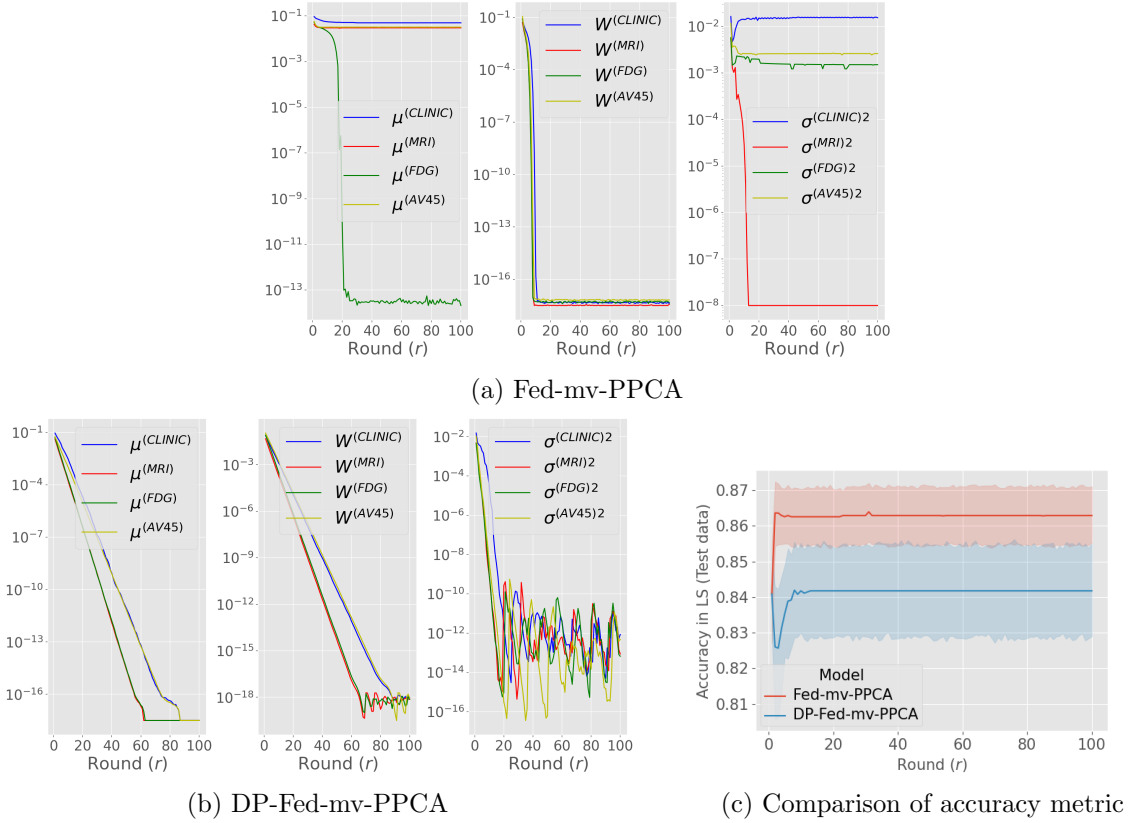 10⁻¹
10⁻³
10⁻⁵
10⁻⁷
10⁻⁹
10⁻¹¹
10⁻¹³
μ^(CLINIC)
μ^(MRI)
μ^(FDG)
μ^(AV45)
0 20 40 60 80 100
Round (r)
10⁻¹
10⁻⁴
10⁻⁷
10⁻¹⁰
10⁻¹³
10⁻¹⁶
W^(CLINIC)
W^(MRI)
W^(FDG)
W^(AV45)
0 20 40 60 80 100
Round (r)
10⁻²
10⁻³
10⁻⁴
10⁻⁵
10⁻⁶
10⁻⁷
10⁻⁸
σ^(CLINIC)2
σ^(MRI)2
σ^(FDG)2
σ^(AV45)2
0 20 40 60 80 100
Round (r)
(a) Fed-mv-PPCA
10⁻¹
10⁻⁴
10⁻⁷
10⁻¹⁰
10⁻¹³
10⁻¹⁶
μ^(CLINIC)
μ^(MRI)
μ^(FDG)
μ^(AV45)
0 20 40 60 80 100
Round (r)
10⁻³
10⁻⁶
10⁻⁹
10⁻¹²
10⁻¹⁵
10⁻¹⁸
W^(CLINIC)
W^(MRI)
W^(FDG)
W^(AV45)
0 20 40 60 80 100
Round (r)
10⁻²
10⁻⁴
10⁻⁶
10⁻⁸
10⁻¹⁰
10⁻¹²
10⁻¹⁴
10⁻¹⁶
σ^(CLINIC)2
σ^(MRI)2
σ^(FDG)2
σ^(AV45)2
0 20 40 60 80 100
Round (r)
(b) DP-Fed-mv-PPCA
Accuracy in LS (Test data)
0.87
0.86
0.85
0.84
0.83
0.82
0.81
Model
Fed-mv-PPCA
DP-Fed-mv-PPCA
0 20 40 60 80 100
Round (r)
(c) Comparison of accuracy metric